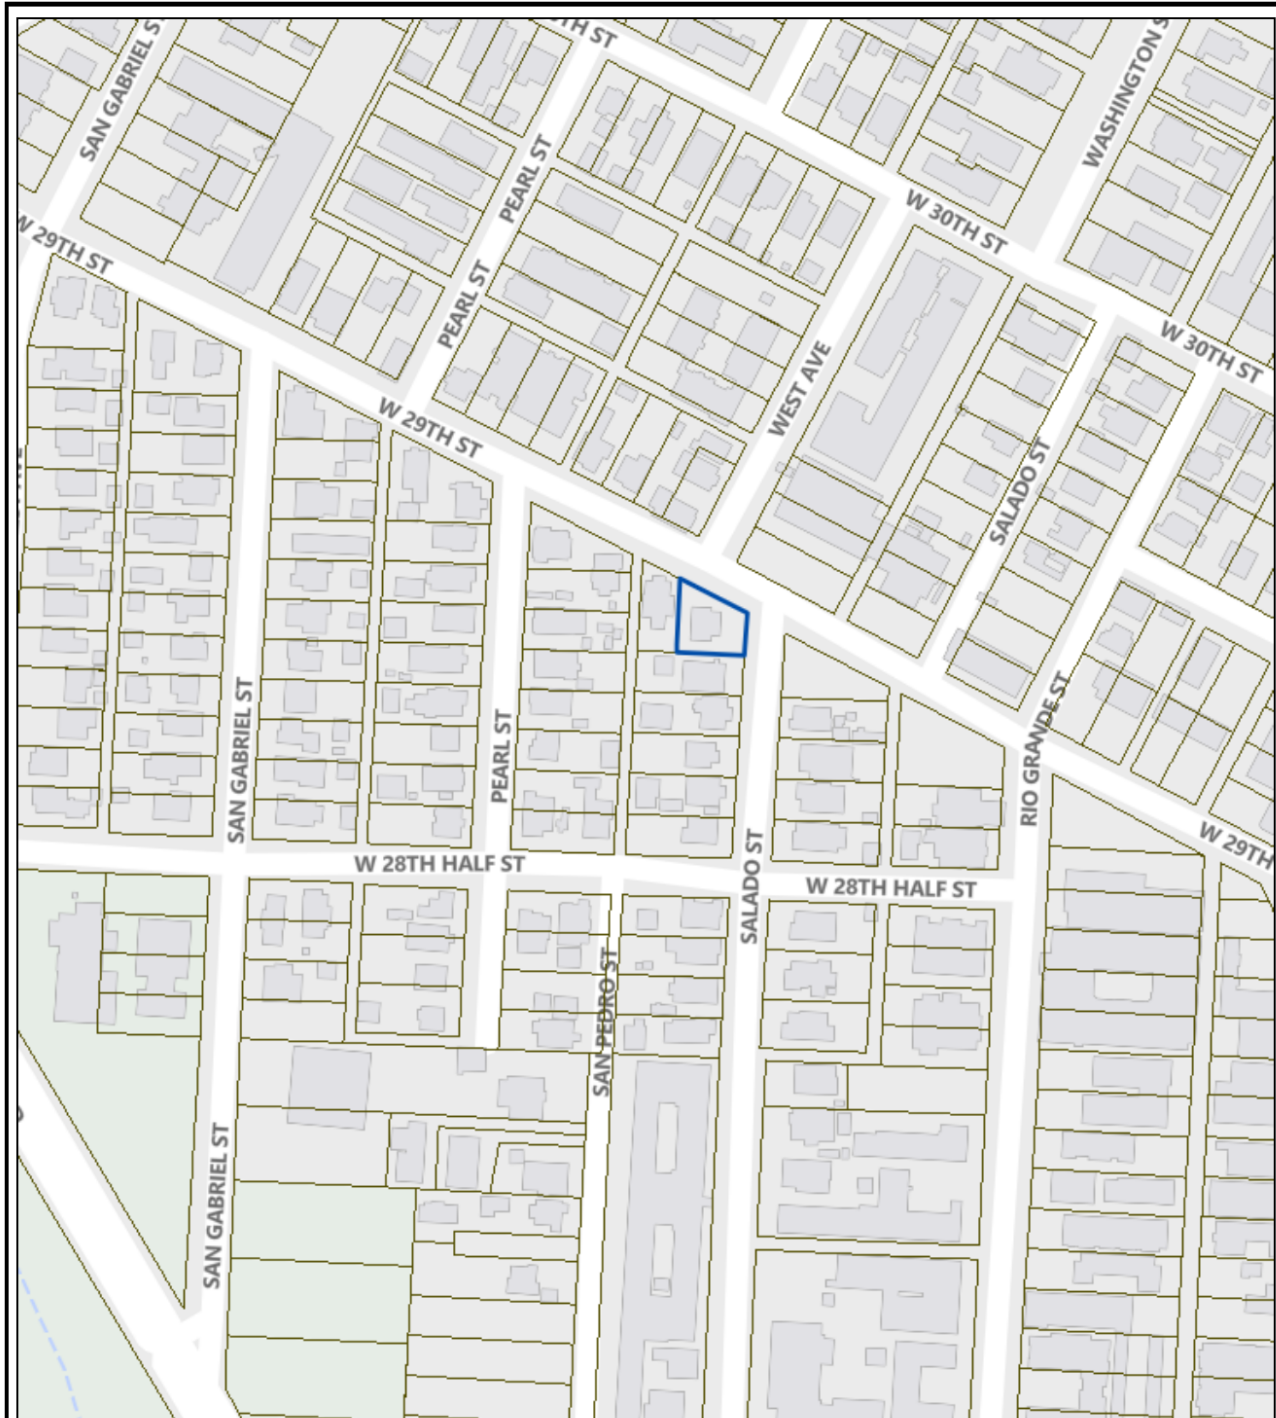 SAN GABRIEL S
TH ST
WASHINGTON S
PEARL ST
W 30TH ST
W 29TH ST
PEARL ST
W 30TH ST
WEST AVE
W 29TH ST
SALADO ST
RIO GRANDE ST
SAN GABRIEL ST
PEARL ST
W 29TH
SALADO ST
W 28TH HALF ST
W 28TH HALF ST
SAN PEDRO ST
SAN GABRIEL ST